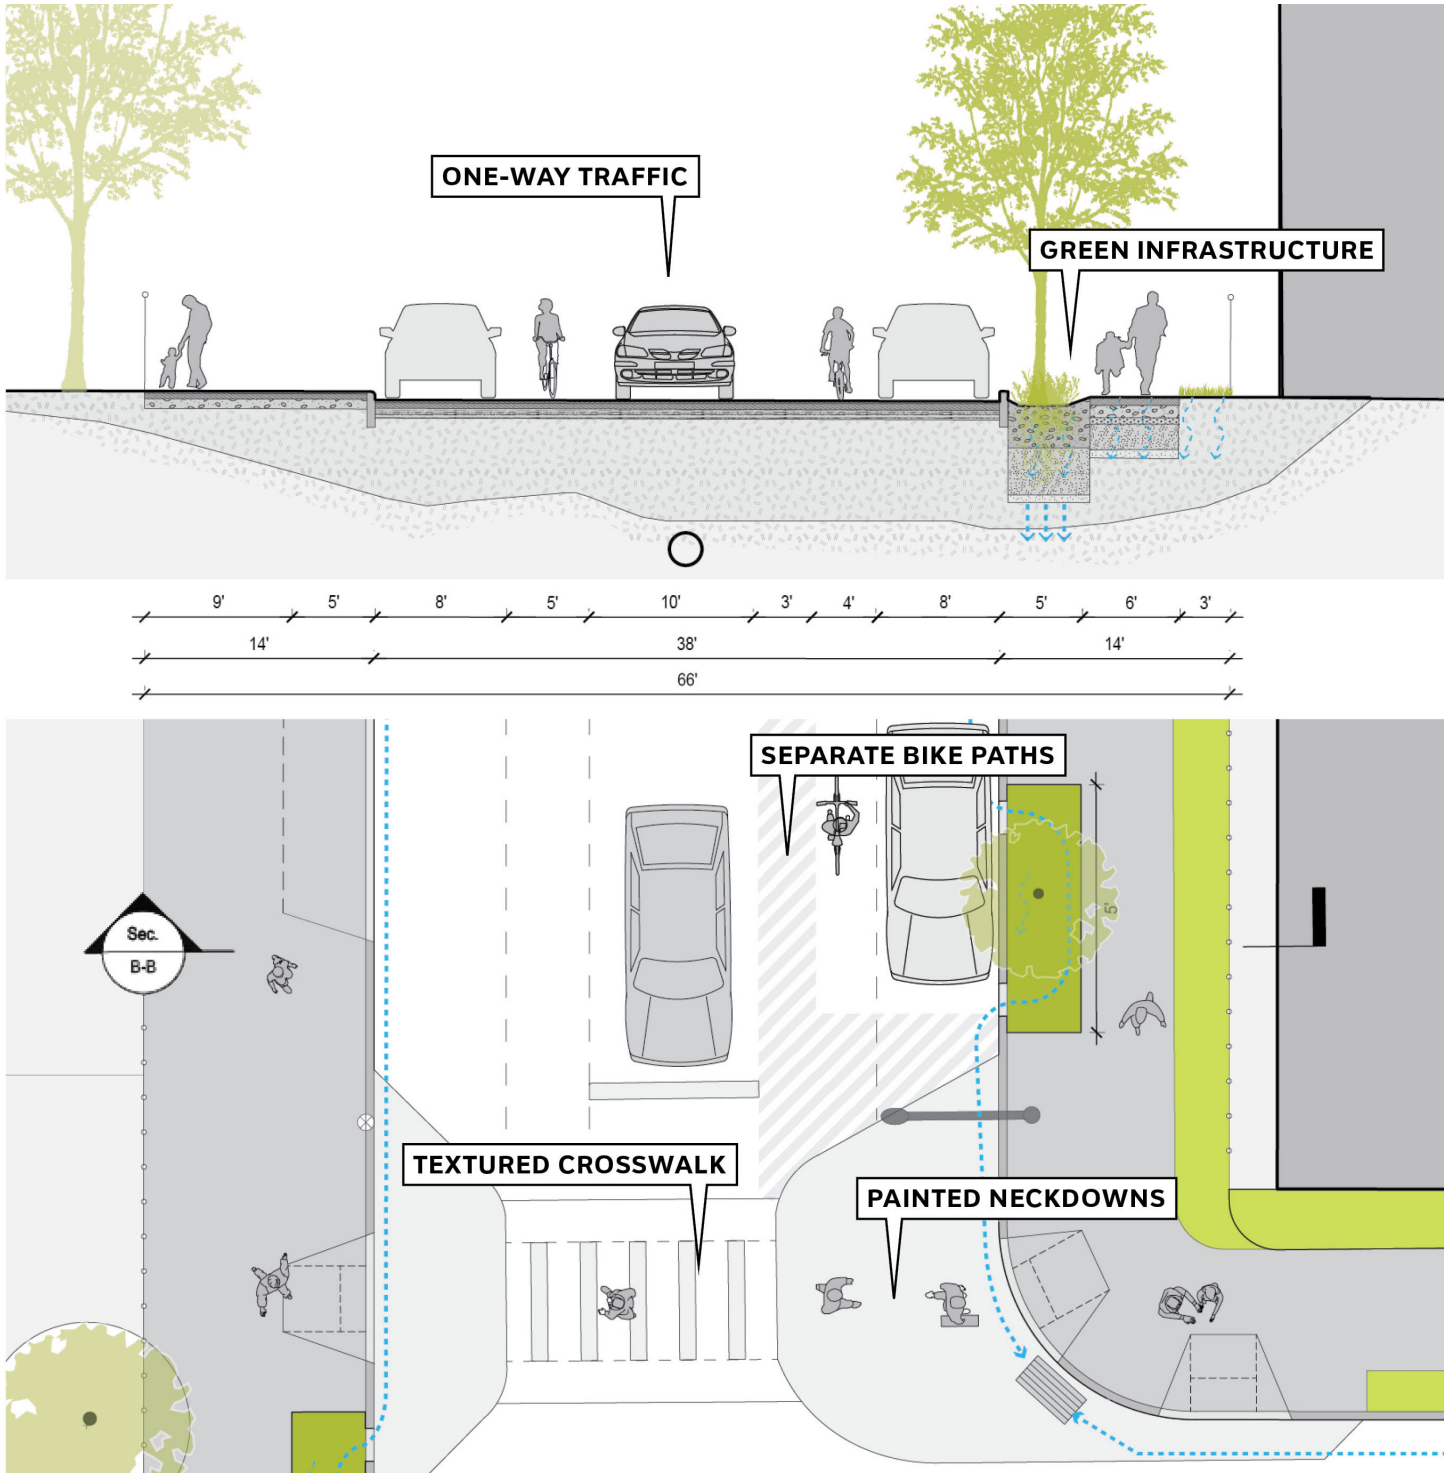 ONE-WAY TRAFFIC
GREEN INFRASTRUCTURE
9' 5' 8' 5' 10' 3' 4' 8' 5' 6' 3'
14' 38' 14'
66'
SEPARATE BIKE PATHS
5'
Sec.
B-B
TEXTURED CROSSWALK
PAINTED NECKDOWNS